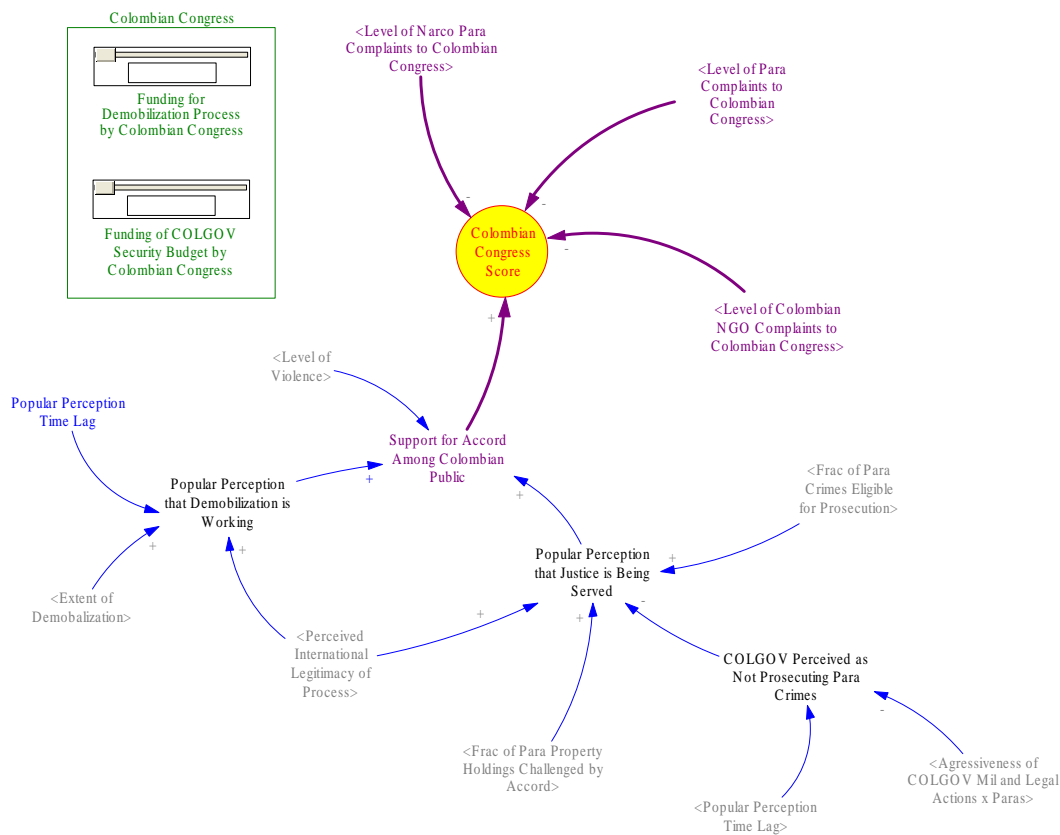 Colombian Congress
Funding for
Demobilization Process
by Colombian Congress
Funding of COLGOV
Security Budget by
Colombian Congress
<Level of Narco Para
Complaints to Colombian
Congress>
<Level of Para
Complaints to
Colombian
Congress>
-
-
Colombian
Congress
Score
-
+
<Level of Colombian
NGO Complaints to
Colombian Congress>
<Level of
Violence>
Popular Perception
Time Lag
Support for Accord
Among Colombian
Public
+
+
<Frac of Para
Crimes Eligible
for Prosecution>
Popular Perception
that Demobilization is
Working
+
+
Popular Perception
that Justice is Being
Served
+
-
+
+
<Extent of
Demobalization>
<Perceived
International
Legitimacy of
Process>
COLGOV Perceived as
Not Prosecuting Para
Crimes
-
<Frac of Para Property
Holdings Challenged by
Accord>
<Agressiveness of
COLGOV Mil and Legal
Actions x Paras>
<Popular Perception
Time Lag>